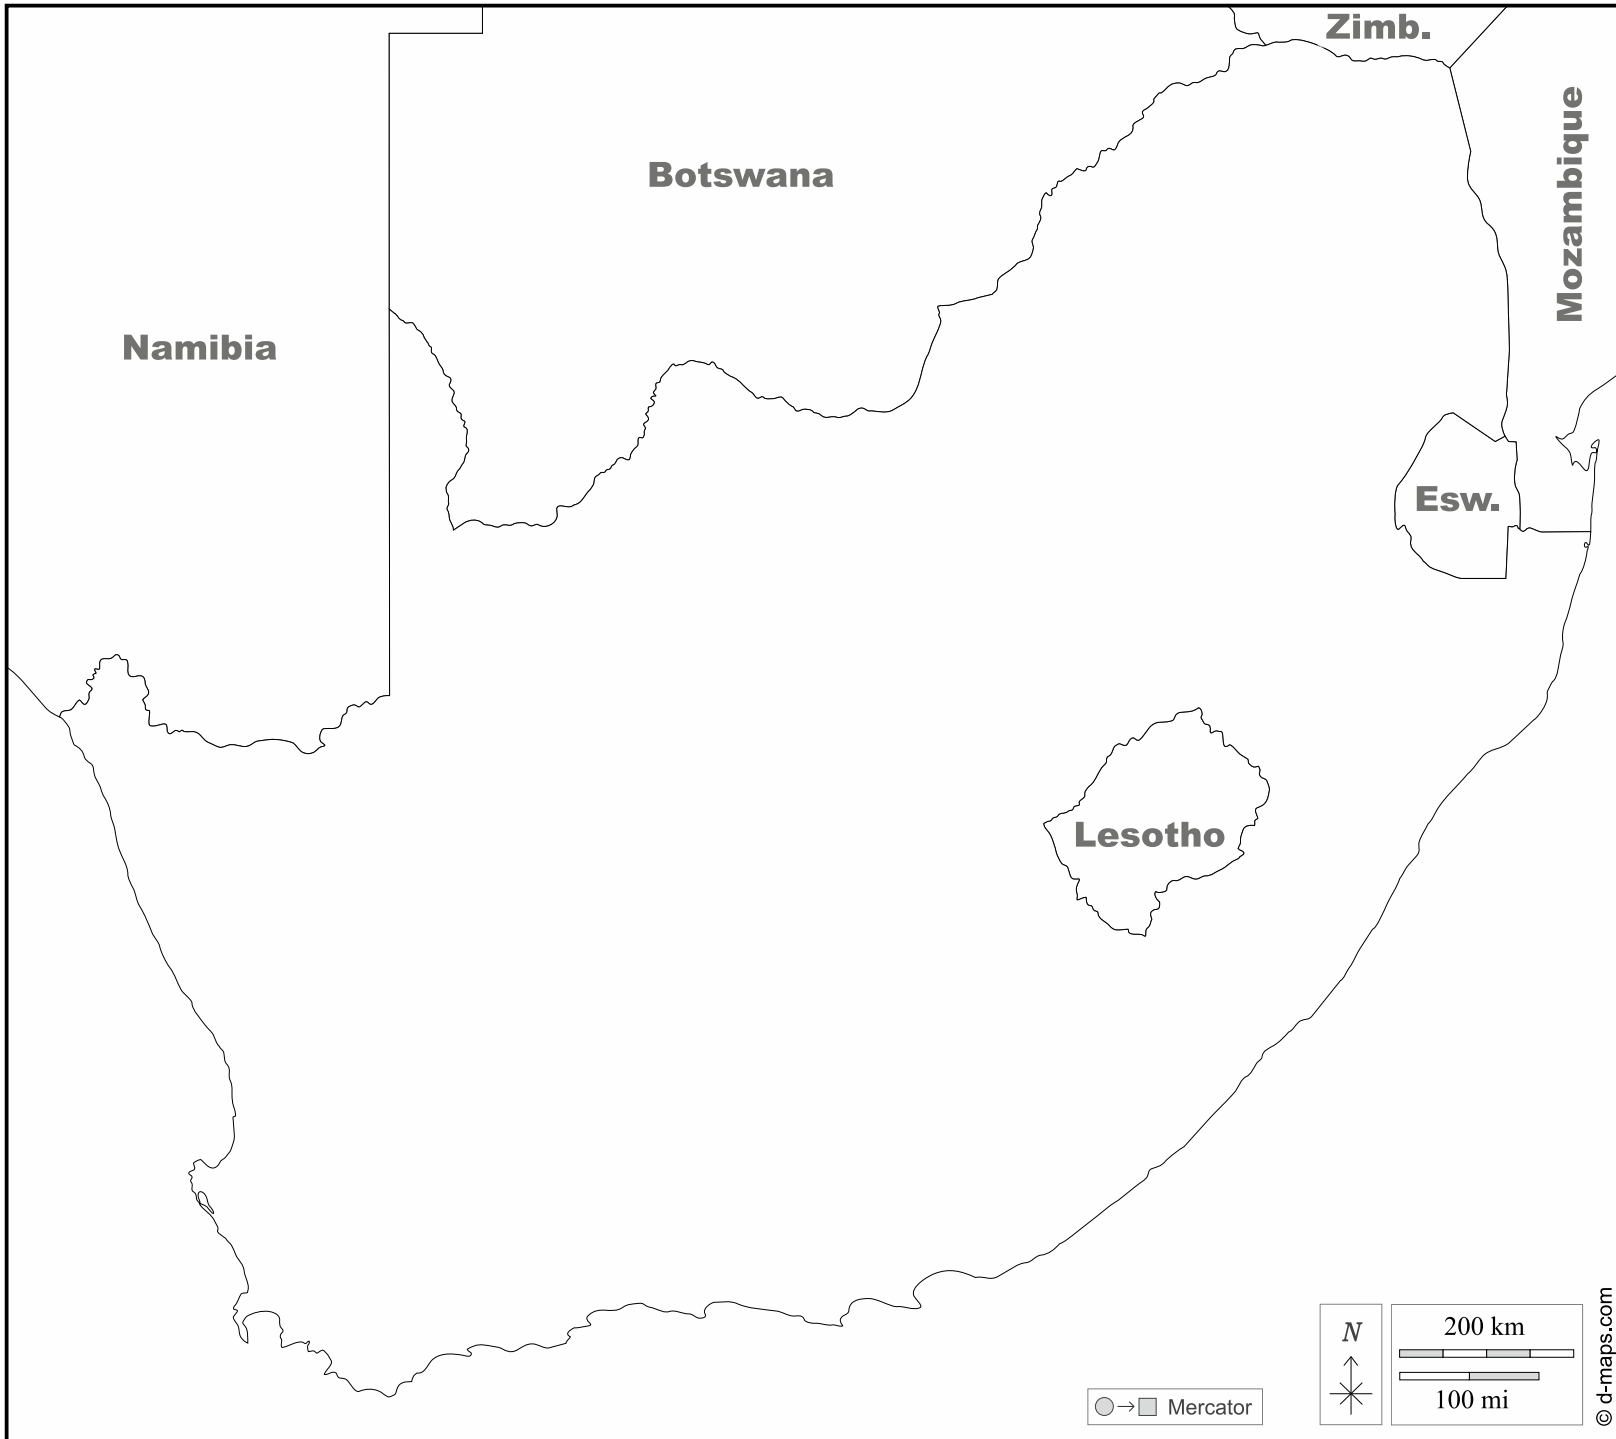 Zimb.
Mozambique
Botswana
Namibia
Esw.
Lesotho
N
200 km
100 mi
Mercator
© d-maps.com